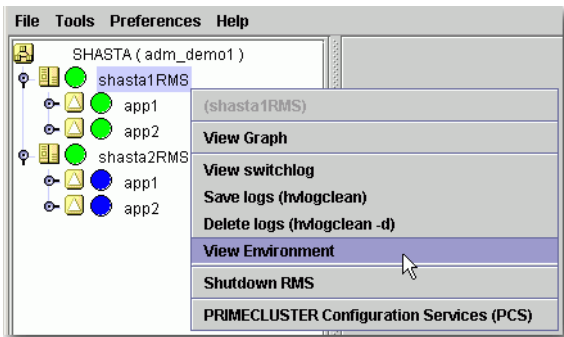 File Tools Preferences Help
SHASTA ( adm_demo1 )
shasta1RMS
app1
app2
shasta2RMS
app1
app2
(shasta1RMS)
View Graph
View switchlog
Save logs (hvlogclean)
Delete logs (hvlogclean -d)
View Environment
Shutdown RMS
PRIMECLUSTER Configuration Services (PCS)